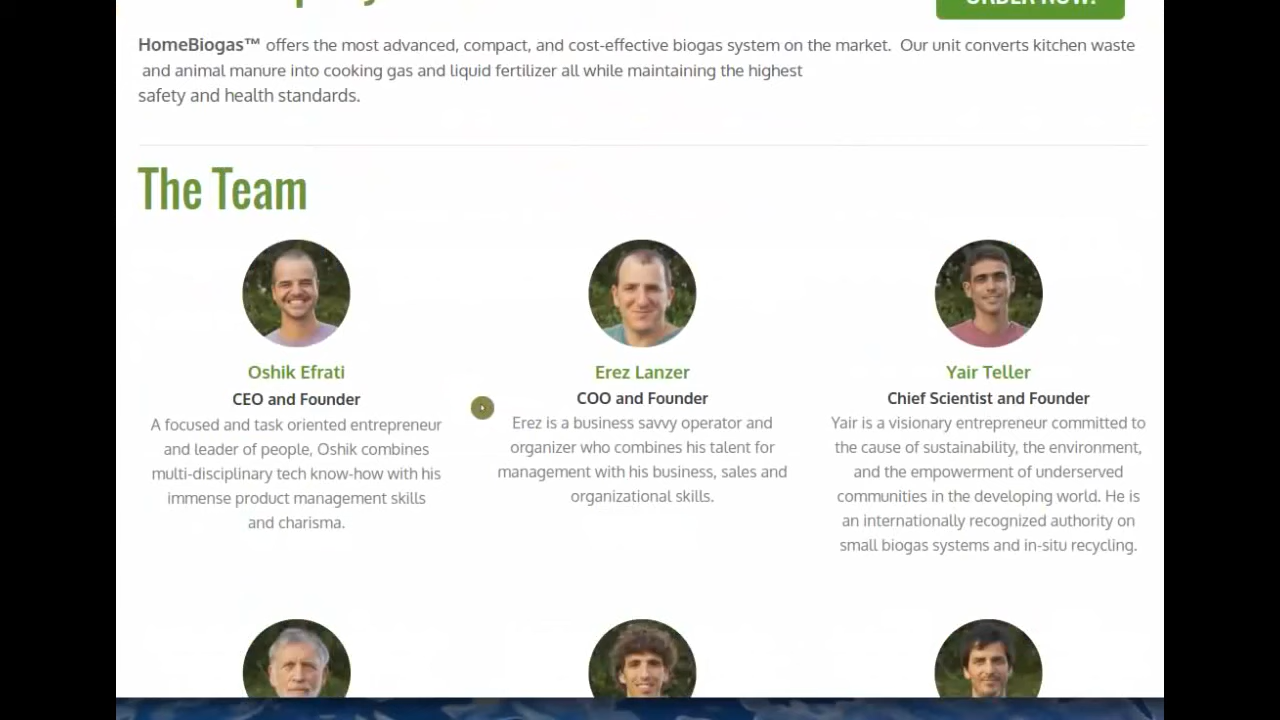 HomeBiogas™ offers the most advanced, compact, and cost-effective biogas system on the market. Our unit converts kitchen waste
and animal manure into cooking gas and liquid fertilizer all while maintaining the highest
safety and health standards.
The Team
Oshik Efrati
CEO and Founder
A focused and task oriented entrepreneur
and leader of people, Oshik combines
multi-disciplinary tech know-how with his
immense product management skills
and charisma.
Erez Lanzer
COO and Founder
Erez is a business savvy operator and
organizer who combines his talent for
management with his business, sales and
organizational skills.
Yair Teller
Chief Scientist and Founder
Yair is a visionary entrepreneur committed to
the cause of sustainability, the environment,
and the empowerment of underserved
communities in the developing world. He is
an internationally recognized authority on
small biogas systems and in-situ recycling.